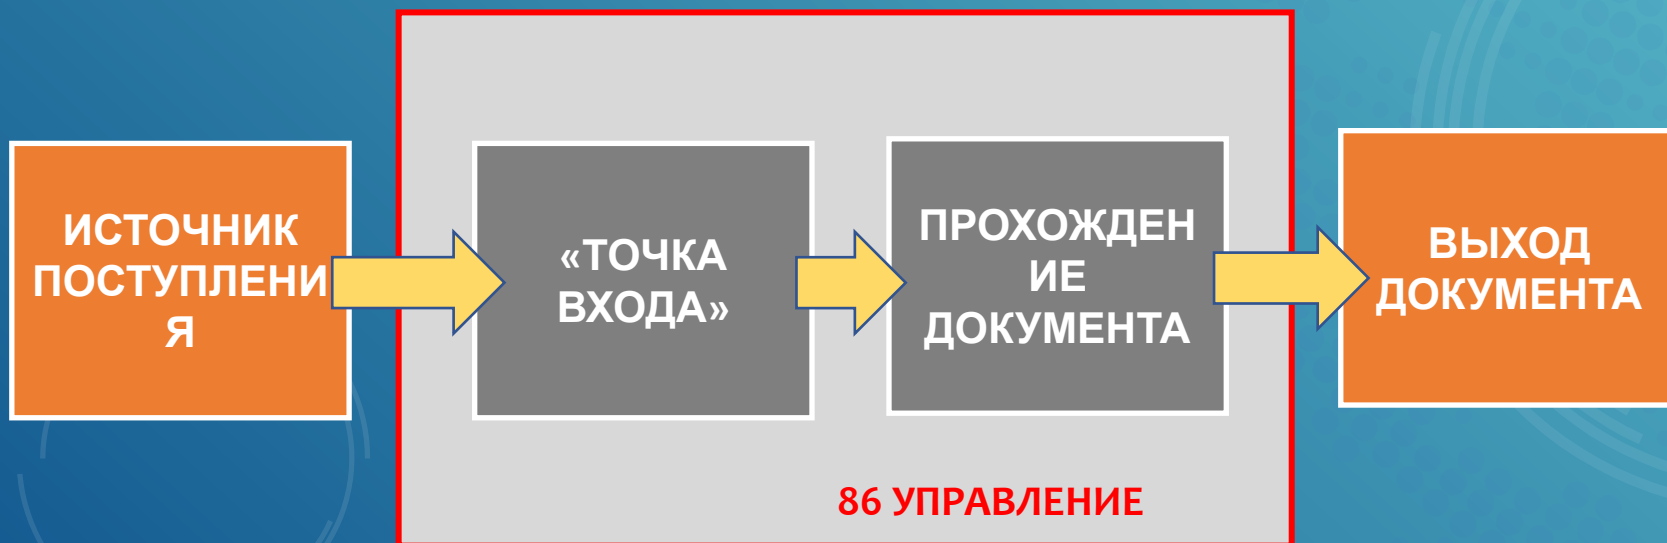 ИСТОЧНИК
ПОСТУПЛЕНИ
Я
«ТОЧКА
ВХОДА»
ПРОХОЖДЕН
ИЕ
ДОКУМЕНТА
ВЫХОД
ДОКУМЕНТА
86 УПРАВЛЕНИЕ